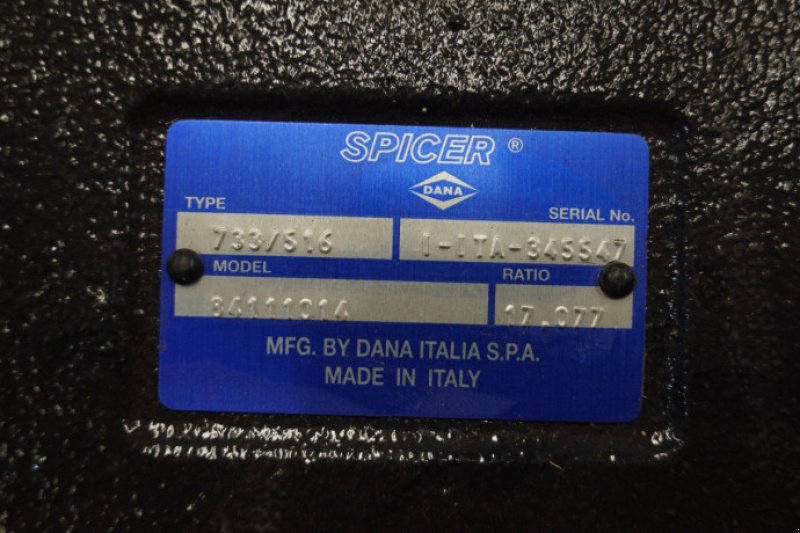 SPICER ®
DANA
TYPE SERIAL No.
733/516 I-ITA-345547
MODEL RATIO
34111014 17.077
MFG. BY DANA ITALIA S.P.A.
MADE IN ITALY